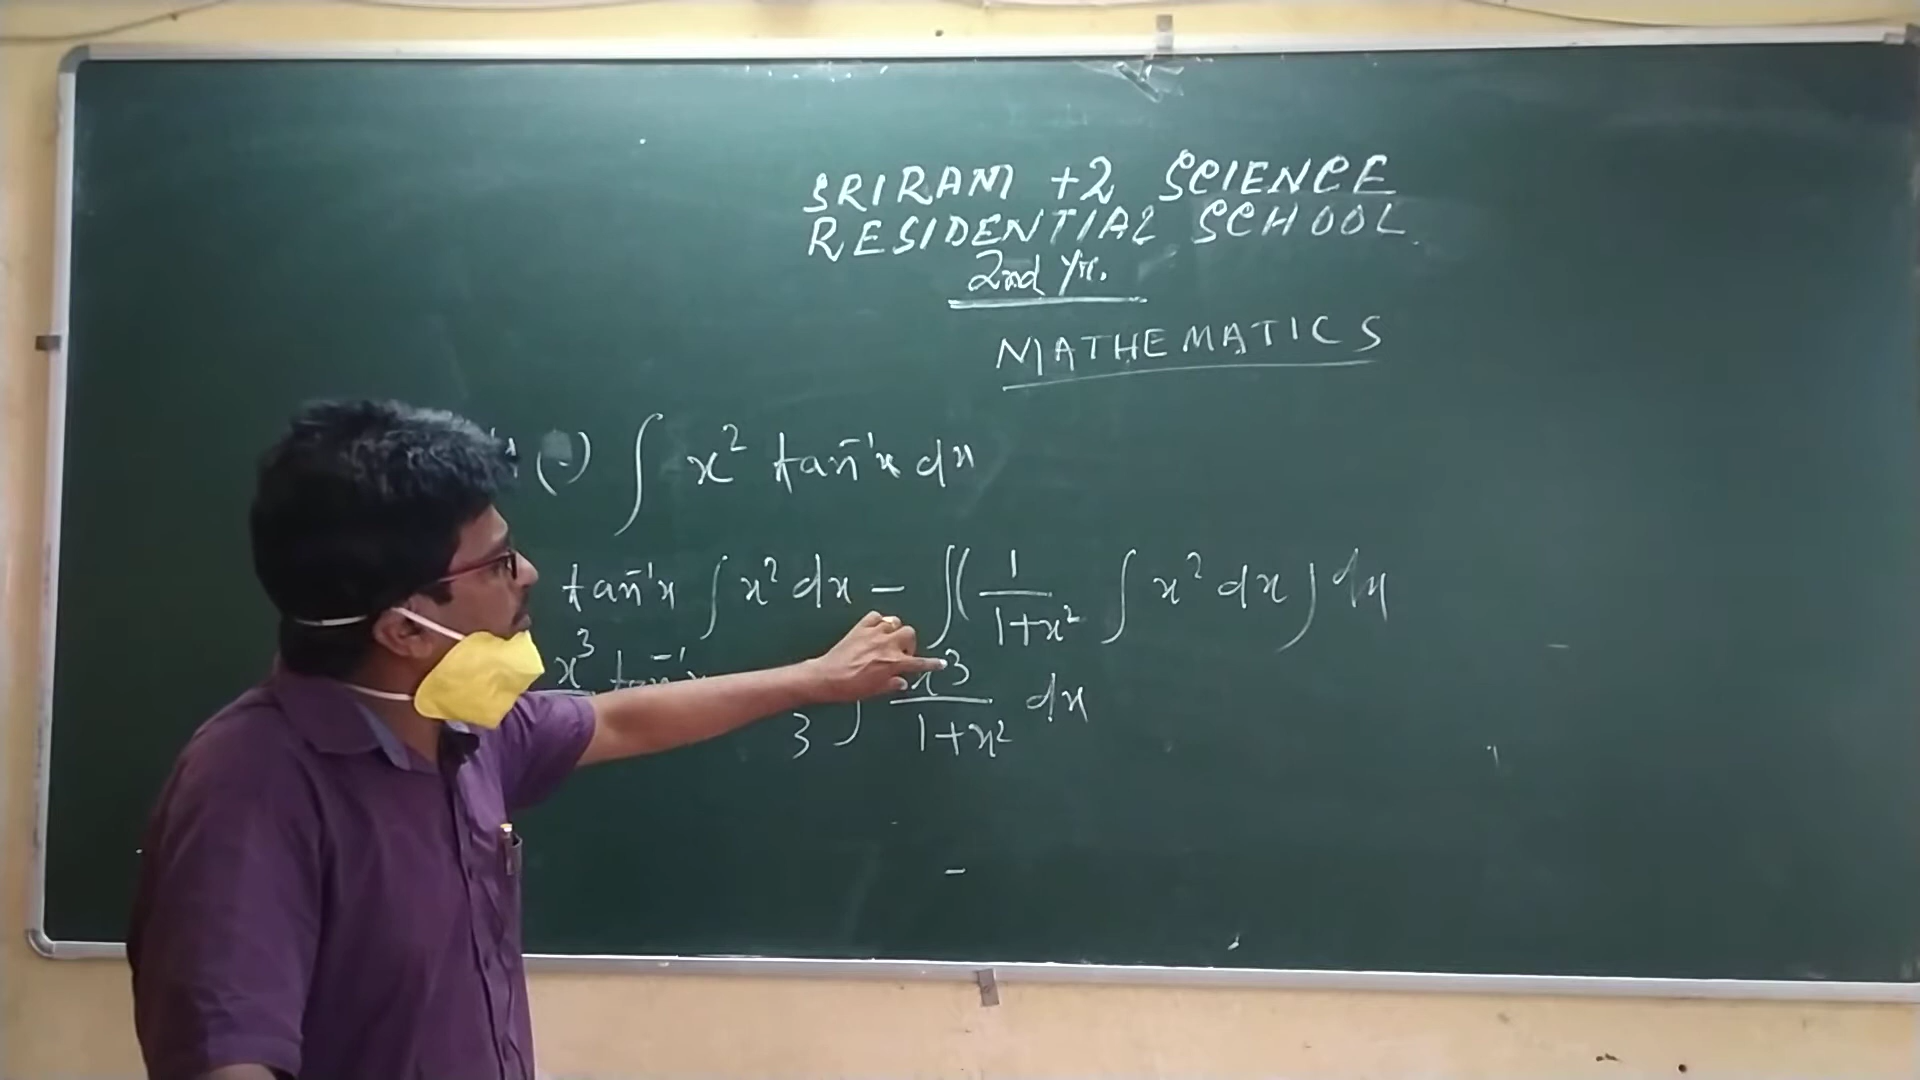 SRIRAM +2 SCIENCE
RESIDENTIAL SCHOOL
2nd Yr.
MATHEMATICS
∫ x² tan⁻¹x dx
tan⁻¹x ∫ x² dx − ∫( 1/(1+x²) ∫ x² dx ) dx
x³ tan⁻¹x 3 ∫ x³/(1+x²) dx